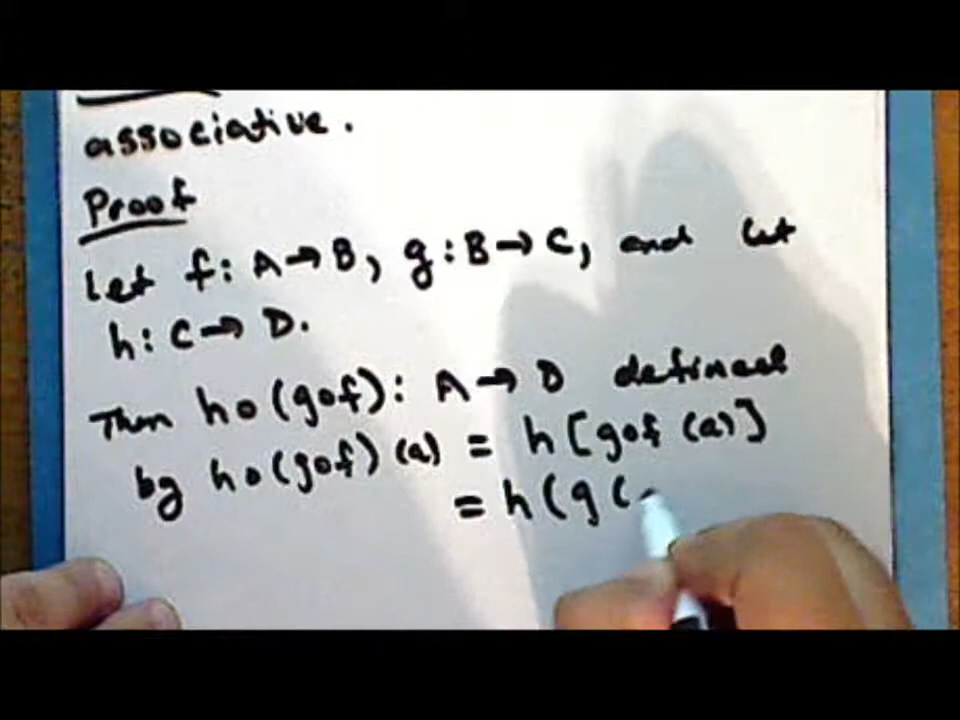 associative.
Proof
Let f: A→B, g: B→C, and let
h: C→D.
Then h∘(g∘f): A→D defined
by h∘(g∘f)(a) = h[g∘f(a)]
= h(g(